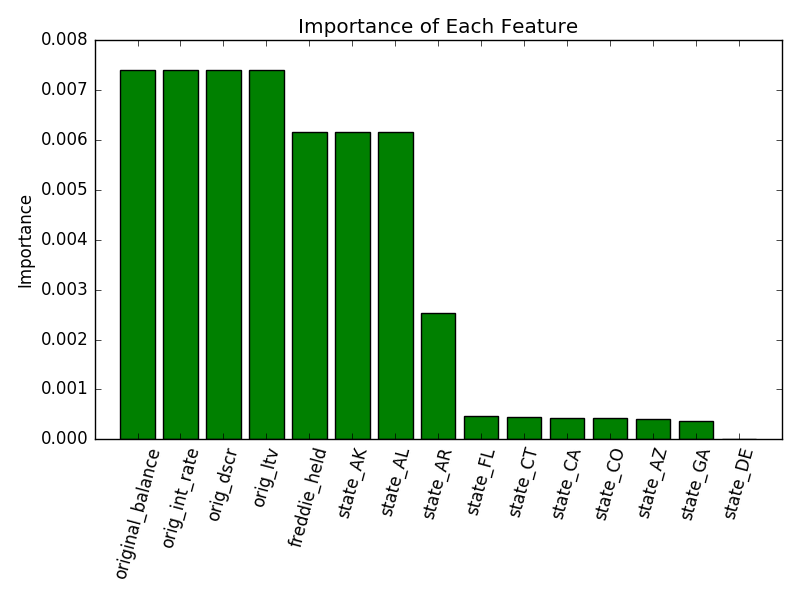 Importance of Each Feature
0.008
0.007
0.006
0.005
0.004
0.003
0.002
0.001
0.000
Importance
original_balance
orig_int_rate
orig_dscr
orig_ltv
freddie_held
state_AK
state_AL
state_AR
state_FL
state_CT
state_CA
state_CO
state_AZ
state_GA
state_DE